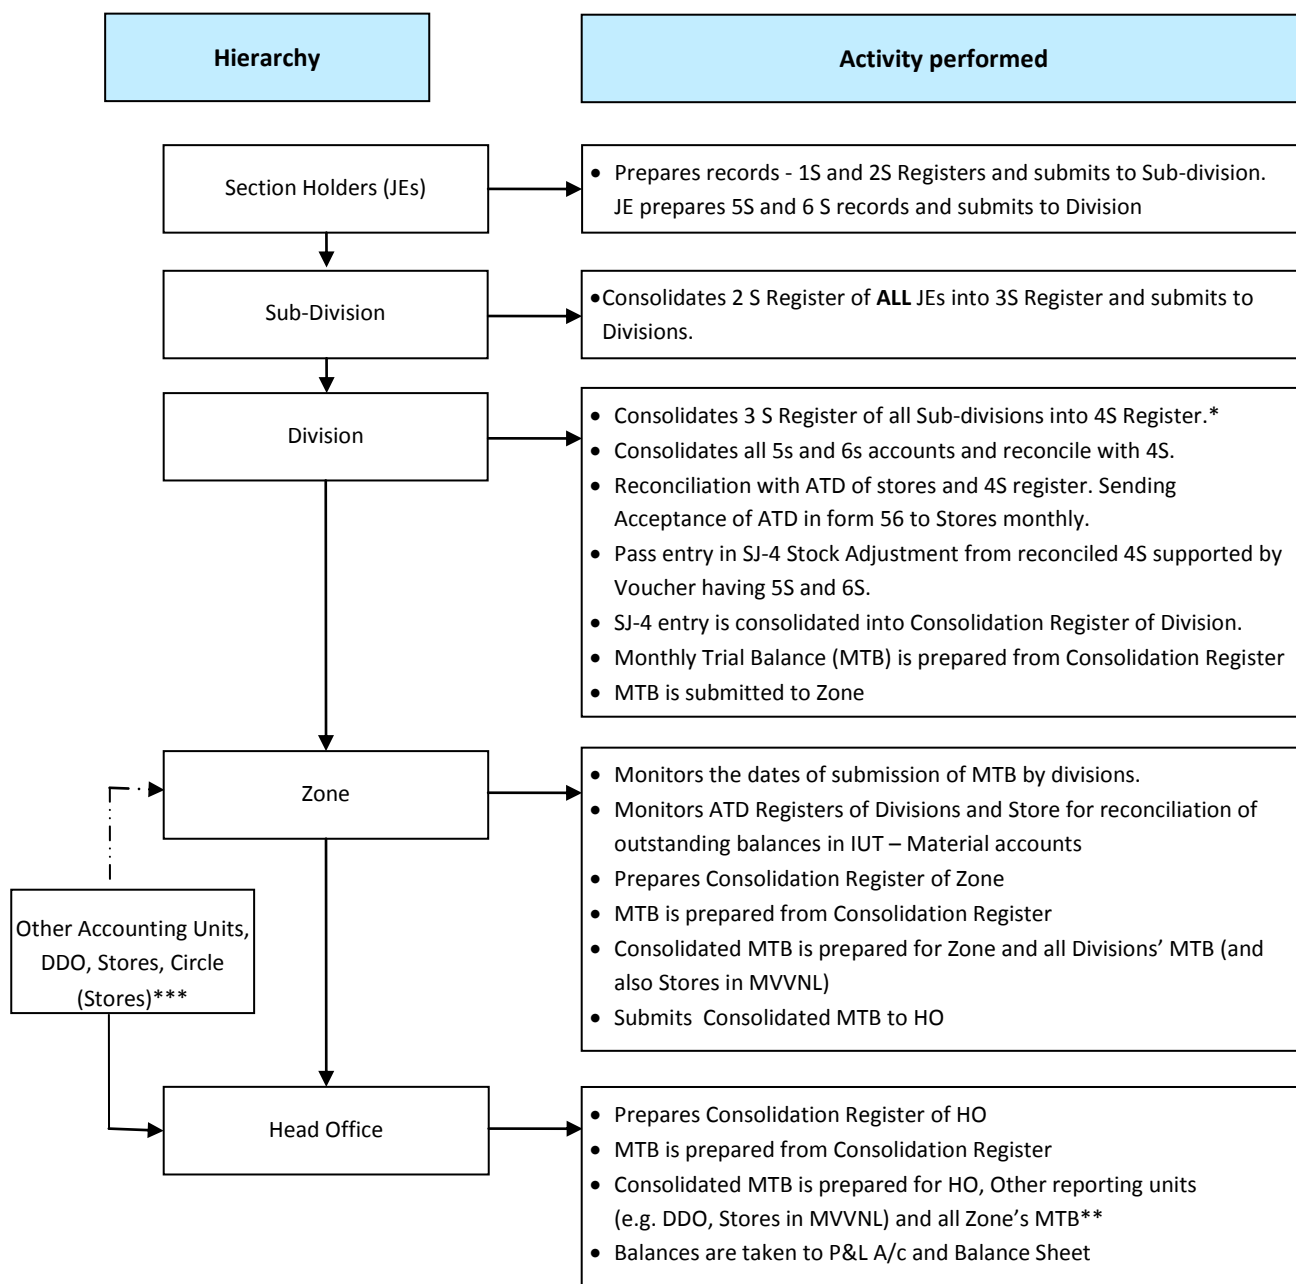 Hierarchy
Activity performed
Section Holders (JEs)
• Prepares records - 1S and 2S Registers and submits to Sub-division.
JE prepares 5S and 6 S records and submits to Division
Sub-Division
•Consolidates 2 S Register of ALL JEs into 3S Register and submits to
Divisions.
Division
• Consolidates 3 S Register of all Sub-divisions into 4S Register.*
• Consolidates all 5s and 6s accounts and reconcile with 4S.
• Reconciliation with ATD of stores and 4S register. Sending
Acceptance of ATD in form 56 to Stores monthly.
• Pass entry in SJ-4 Stock Adjustment from reconciled 4S supported by
Voucher having 5S and 6S.
• SJ-4 entry is consolidated into Consolidation Register of Division.
• Monthly Trial Balance (MTB) is prepared from Consolidation Register
• MTB is submitted to Zone
Zone
• Monitors the dates of submission of MTB by divisions.
• Monitors ATD Registers of Divisions and Store for reconciliation of
outstanding balances in IUT – Material accounts
• Prepares Consolidation Register of Zone
• MTB is prepared from Consolidation Register
• Consolidated MTB is prepared for Zone and all Divisions’ MTB (and
also Stores in MVVNL)
• Submits Consolidated MTB to HO
Other Accounting Units,
DDO, Stores, Circle
(Stores)***
Head Office
• Prepares Consolidation Register of HO
• MTB is prepared from Consolidation Register
• Consolidated MTB is prepared for HO, Other reporting units
(e.g. DDO, Stores in MVVNL) and all Zone’s MTB**
• Balances are taken to P&L A/c and Balance Sheet